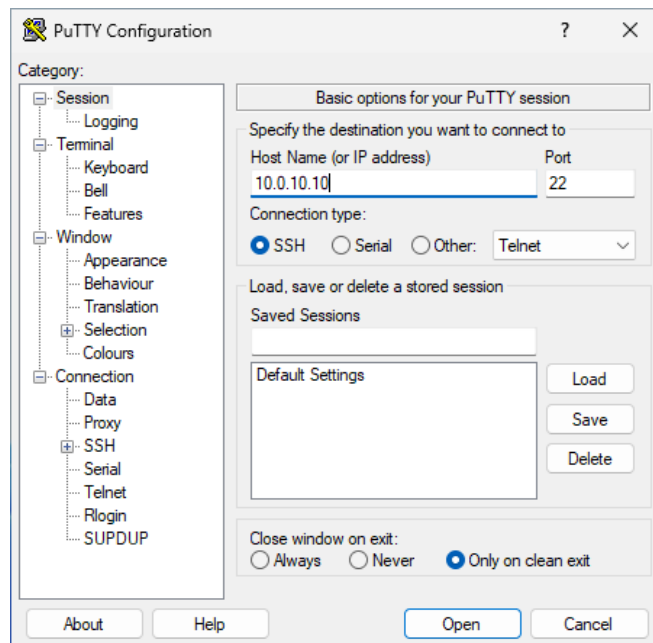 PuTTY Configuration ? ×
Category:
Session
Logging
Terminal
Keyboard
Bell
Features
Window
Appearance
Behaviour
Translation
Selection
Colours
Connection
Data
Proxy
SSH
Serial
Telnet
Rlogin
SUPDUP
Basic options for your PuTTY session
Specify the destination you want to connect to
Host Name (or IP address) Port
10.0.10.10 22
Connection type:
SSH Serial Other: Telnet
Load, save or delete a stored session
Saved Sessions
Default Settings
Load
Save
Delete
Close window on exit:
Always Never Only on clean exit
About Help Open Cancel